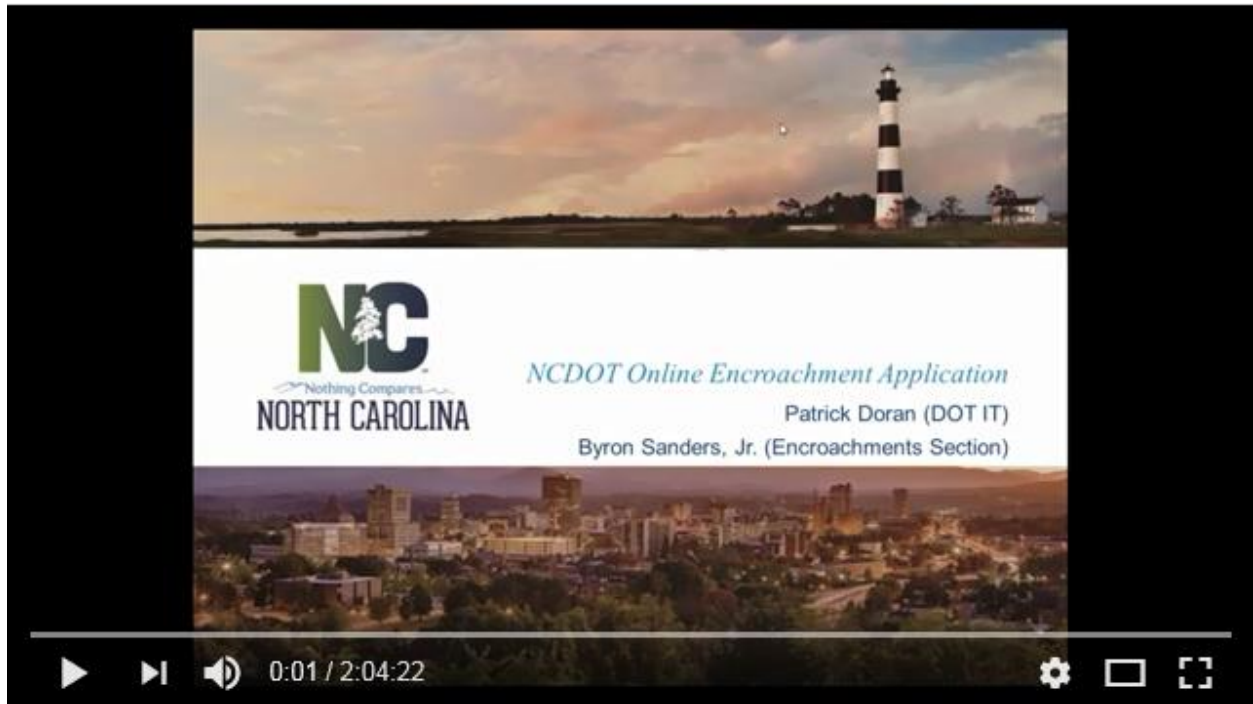 NC
Nothing Compares
NORTH CAROLINA
NCDOT Online Encroachment Application
Patrick Doran (DOT IT)
Byron Sanders, Jr. (Encroachments Section)
0:01 / 2:04:22